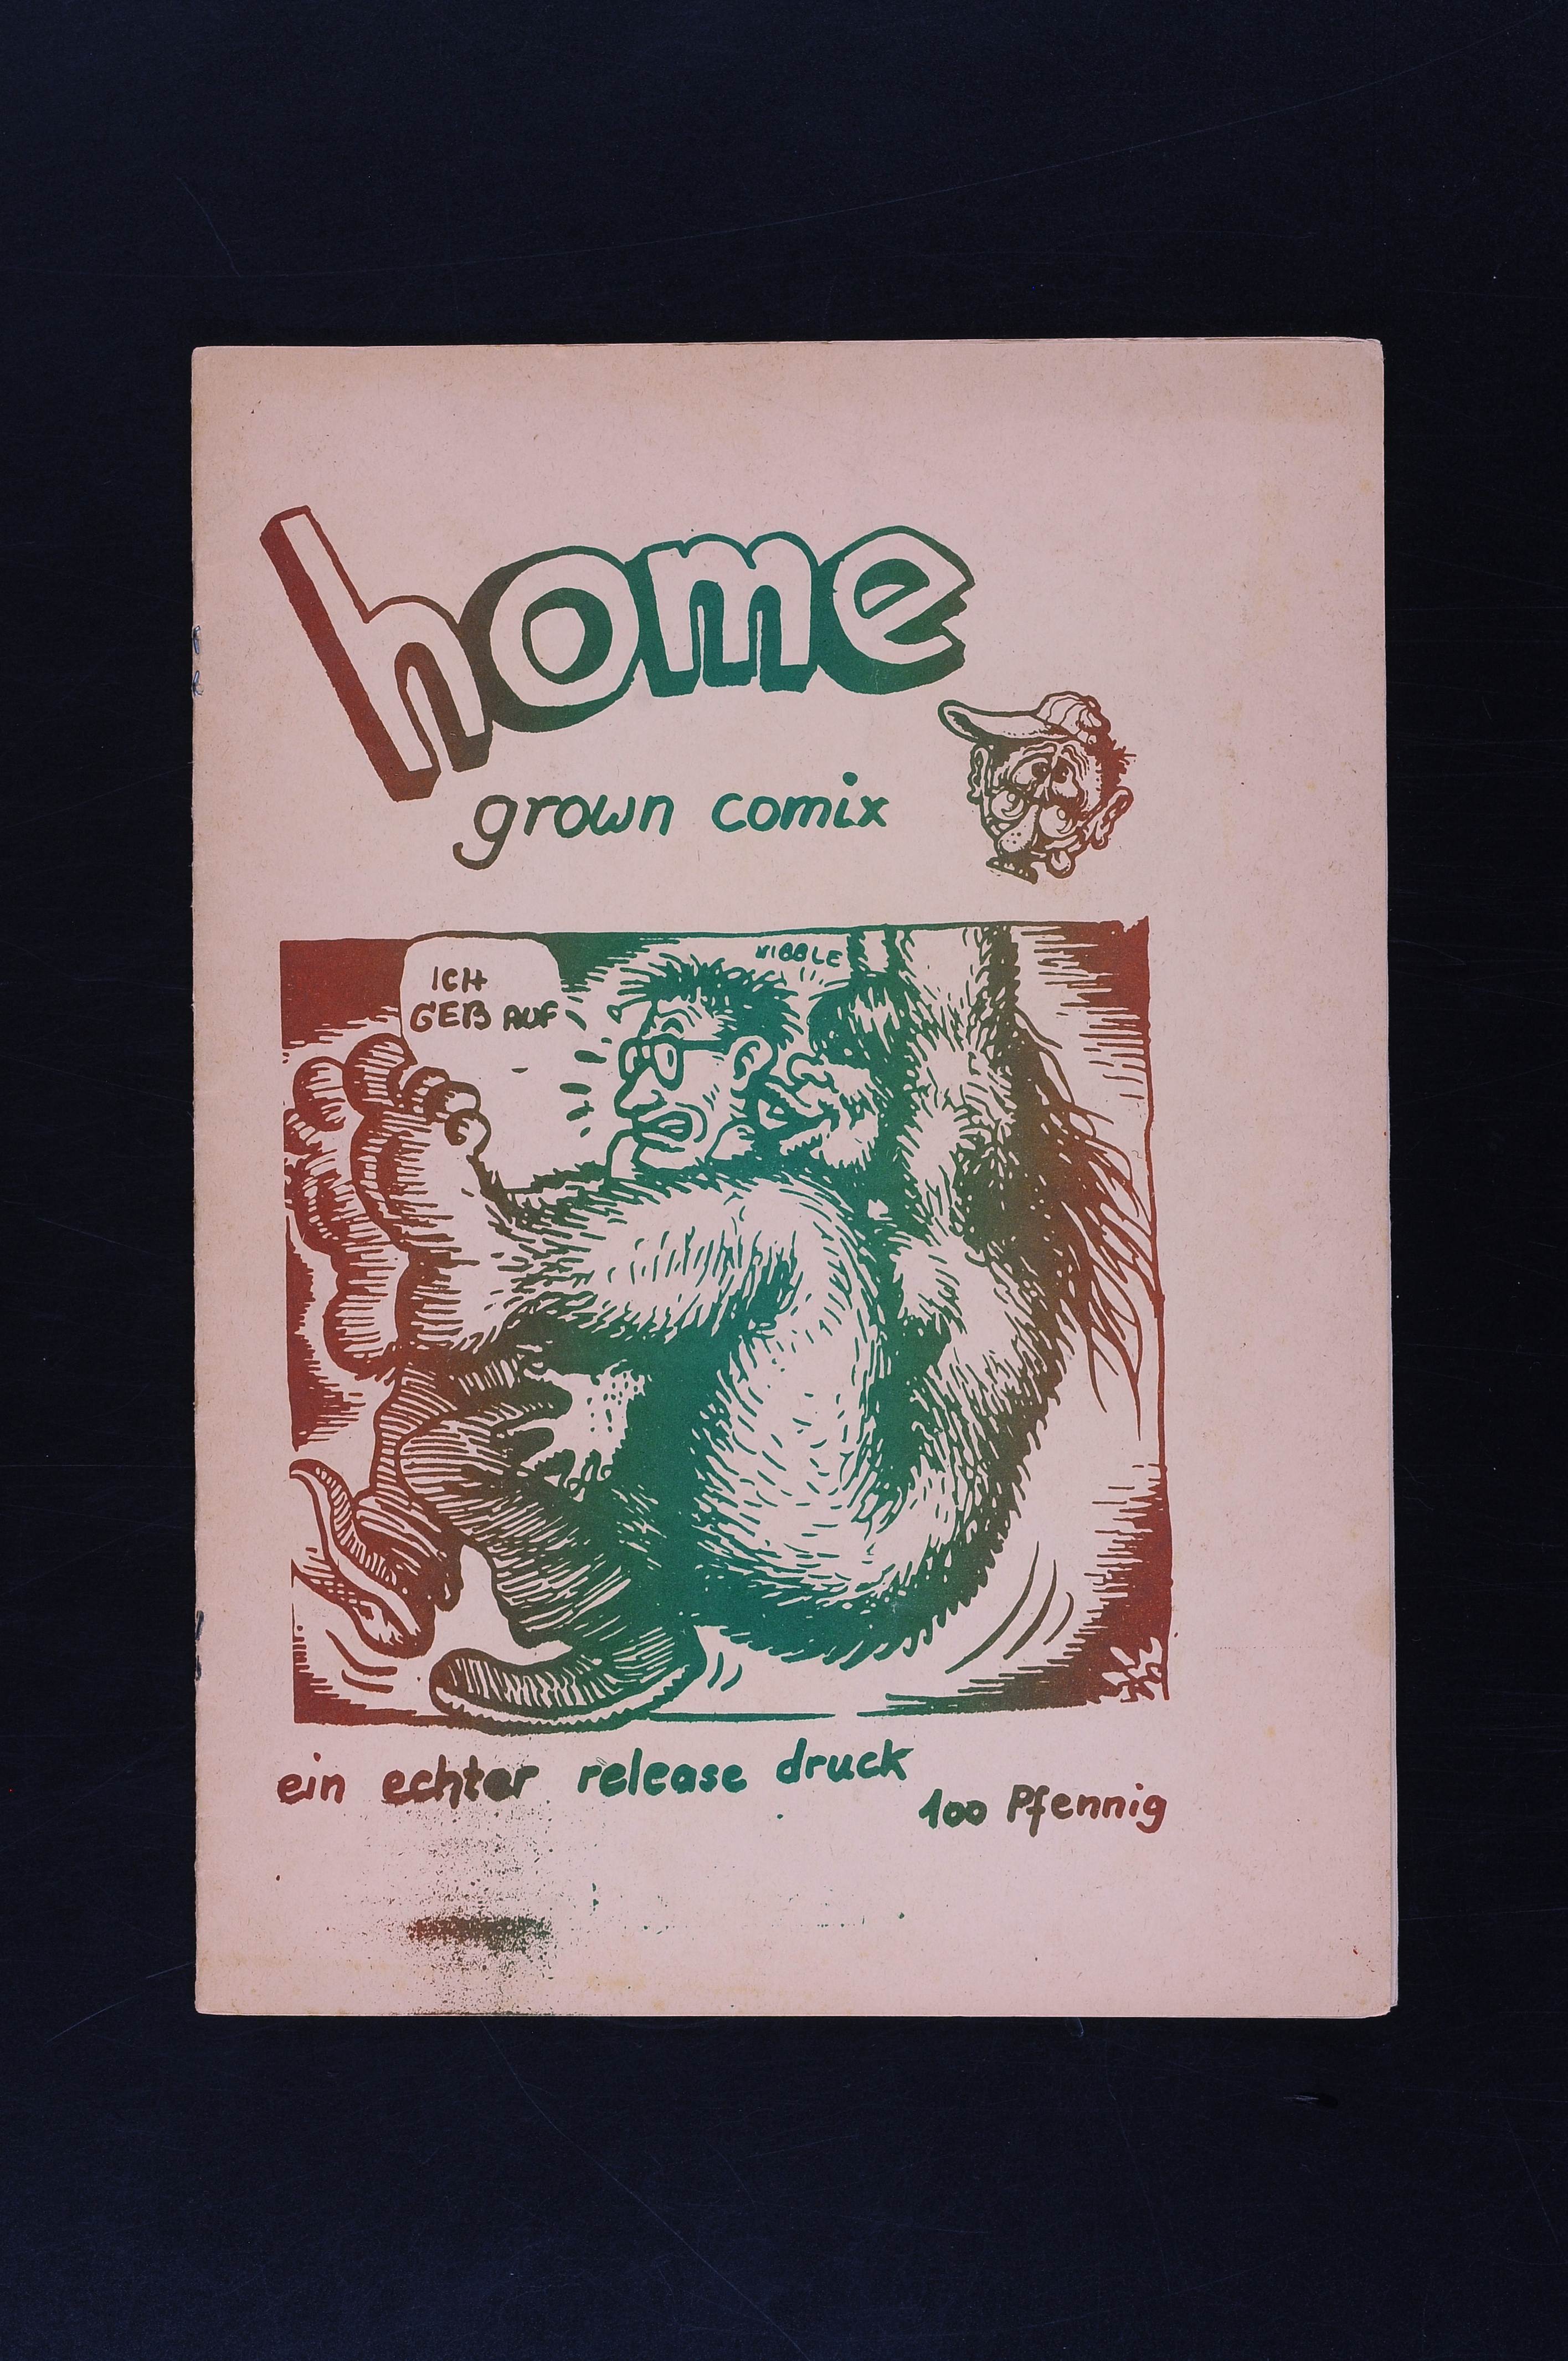 home
grown comix
ICH
GEB AUF
NIBBLE
ein echter release druck
100 Pfennig